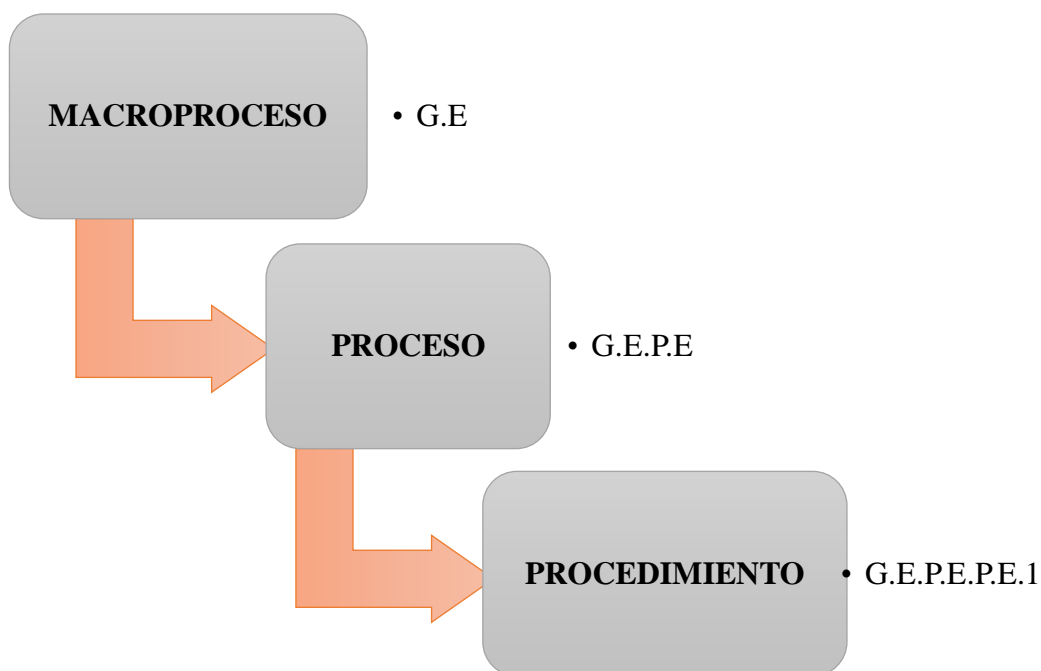 MACROPROCESO
• G.E
PROCESO
• G.E.P.E
PROCEDIMIENTO
• G.E.P.E.P.E.1